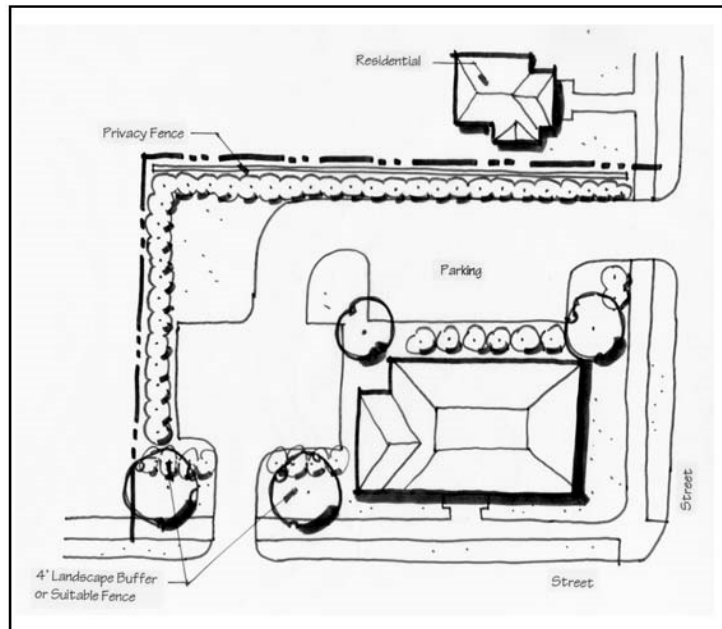 Residential
Privacy Fence
Parking
Street
4' Landscape Buffer
or Suitable Fence
Street